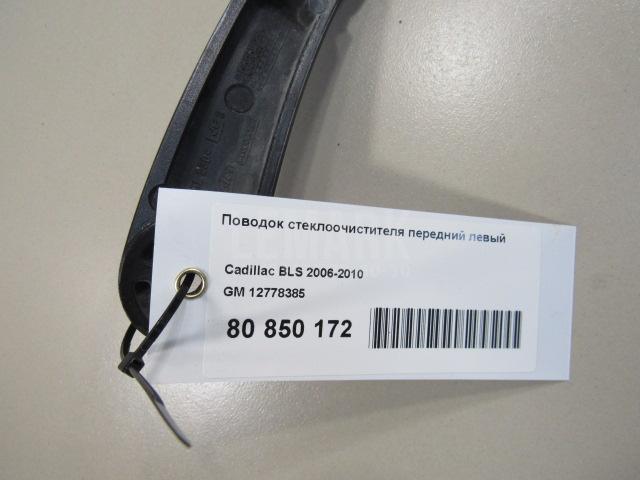 Поводок стеклоочистителя передний левый
Cadillac BLS 2006-2010
GM 12778385
80 850 172